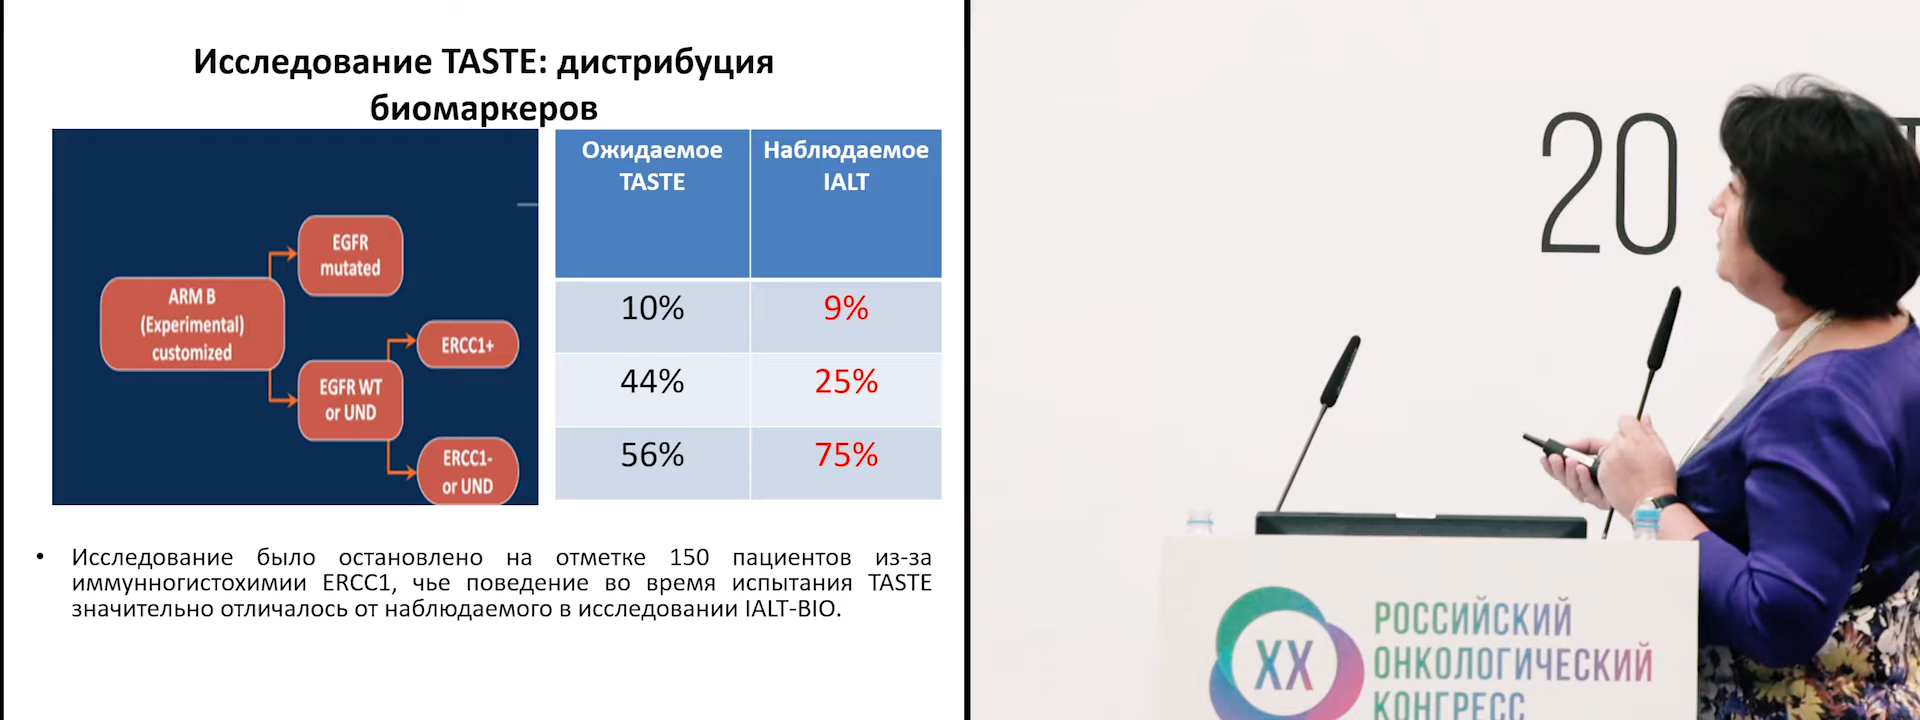 Исследование TASTE: дистрибуция
биомаркеров
ARM B
(Experimental)
customized
EGFR
mutated
EGFR WT
or UND
ERCC1+
ERCC1-
or UND
Ожидаемое
TASTE
Наблюдаемое
IALT
10%
9%
44%
25%
56%
75%
• Исследование было остановлено на отметке 150 пациентов из-за
иммунногистохимии ERCC1, чье поведение во время испытания TASTE
значительно отличалось от наблюдаемого в исследовании IALT-BIO.
20
XX
РОССИЙСКИЙ
ОНКОЛОГИЧЕСКИЙ
КОНГРЕСС